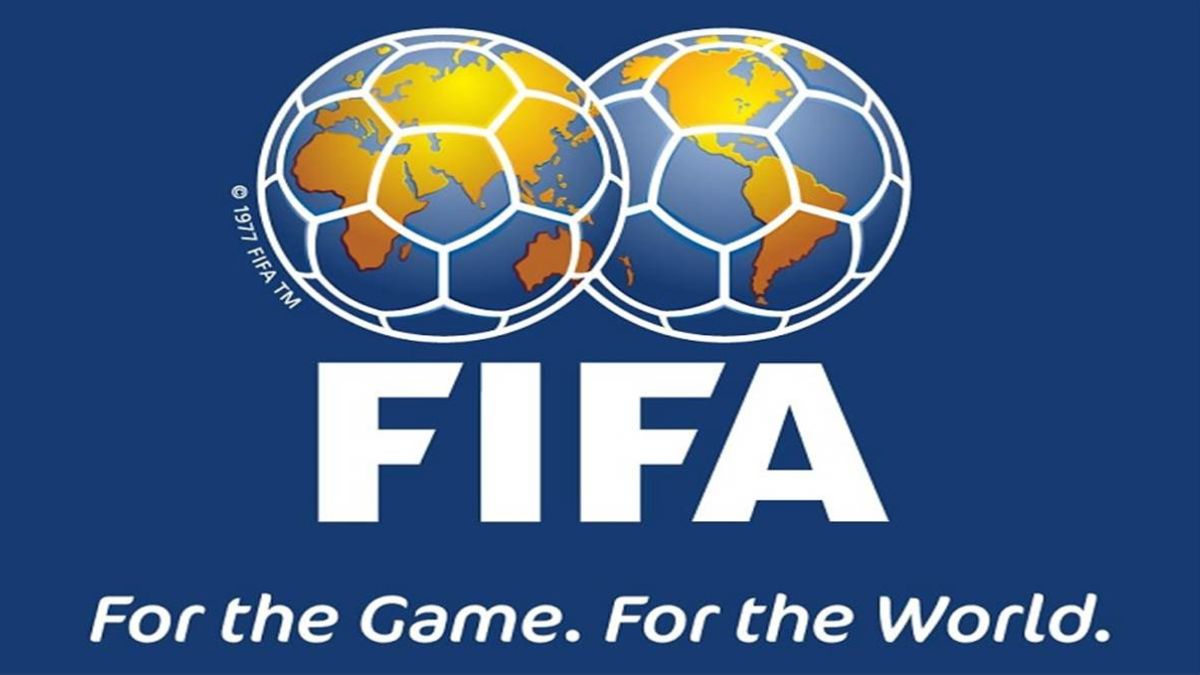 © 1977 FIFA TM
FIFA
For the Game. For the World.